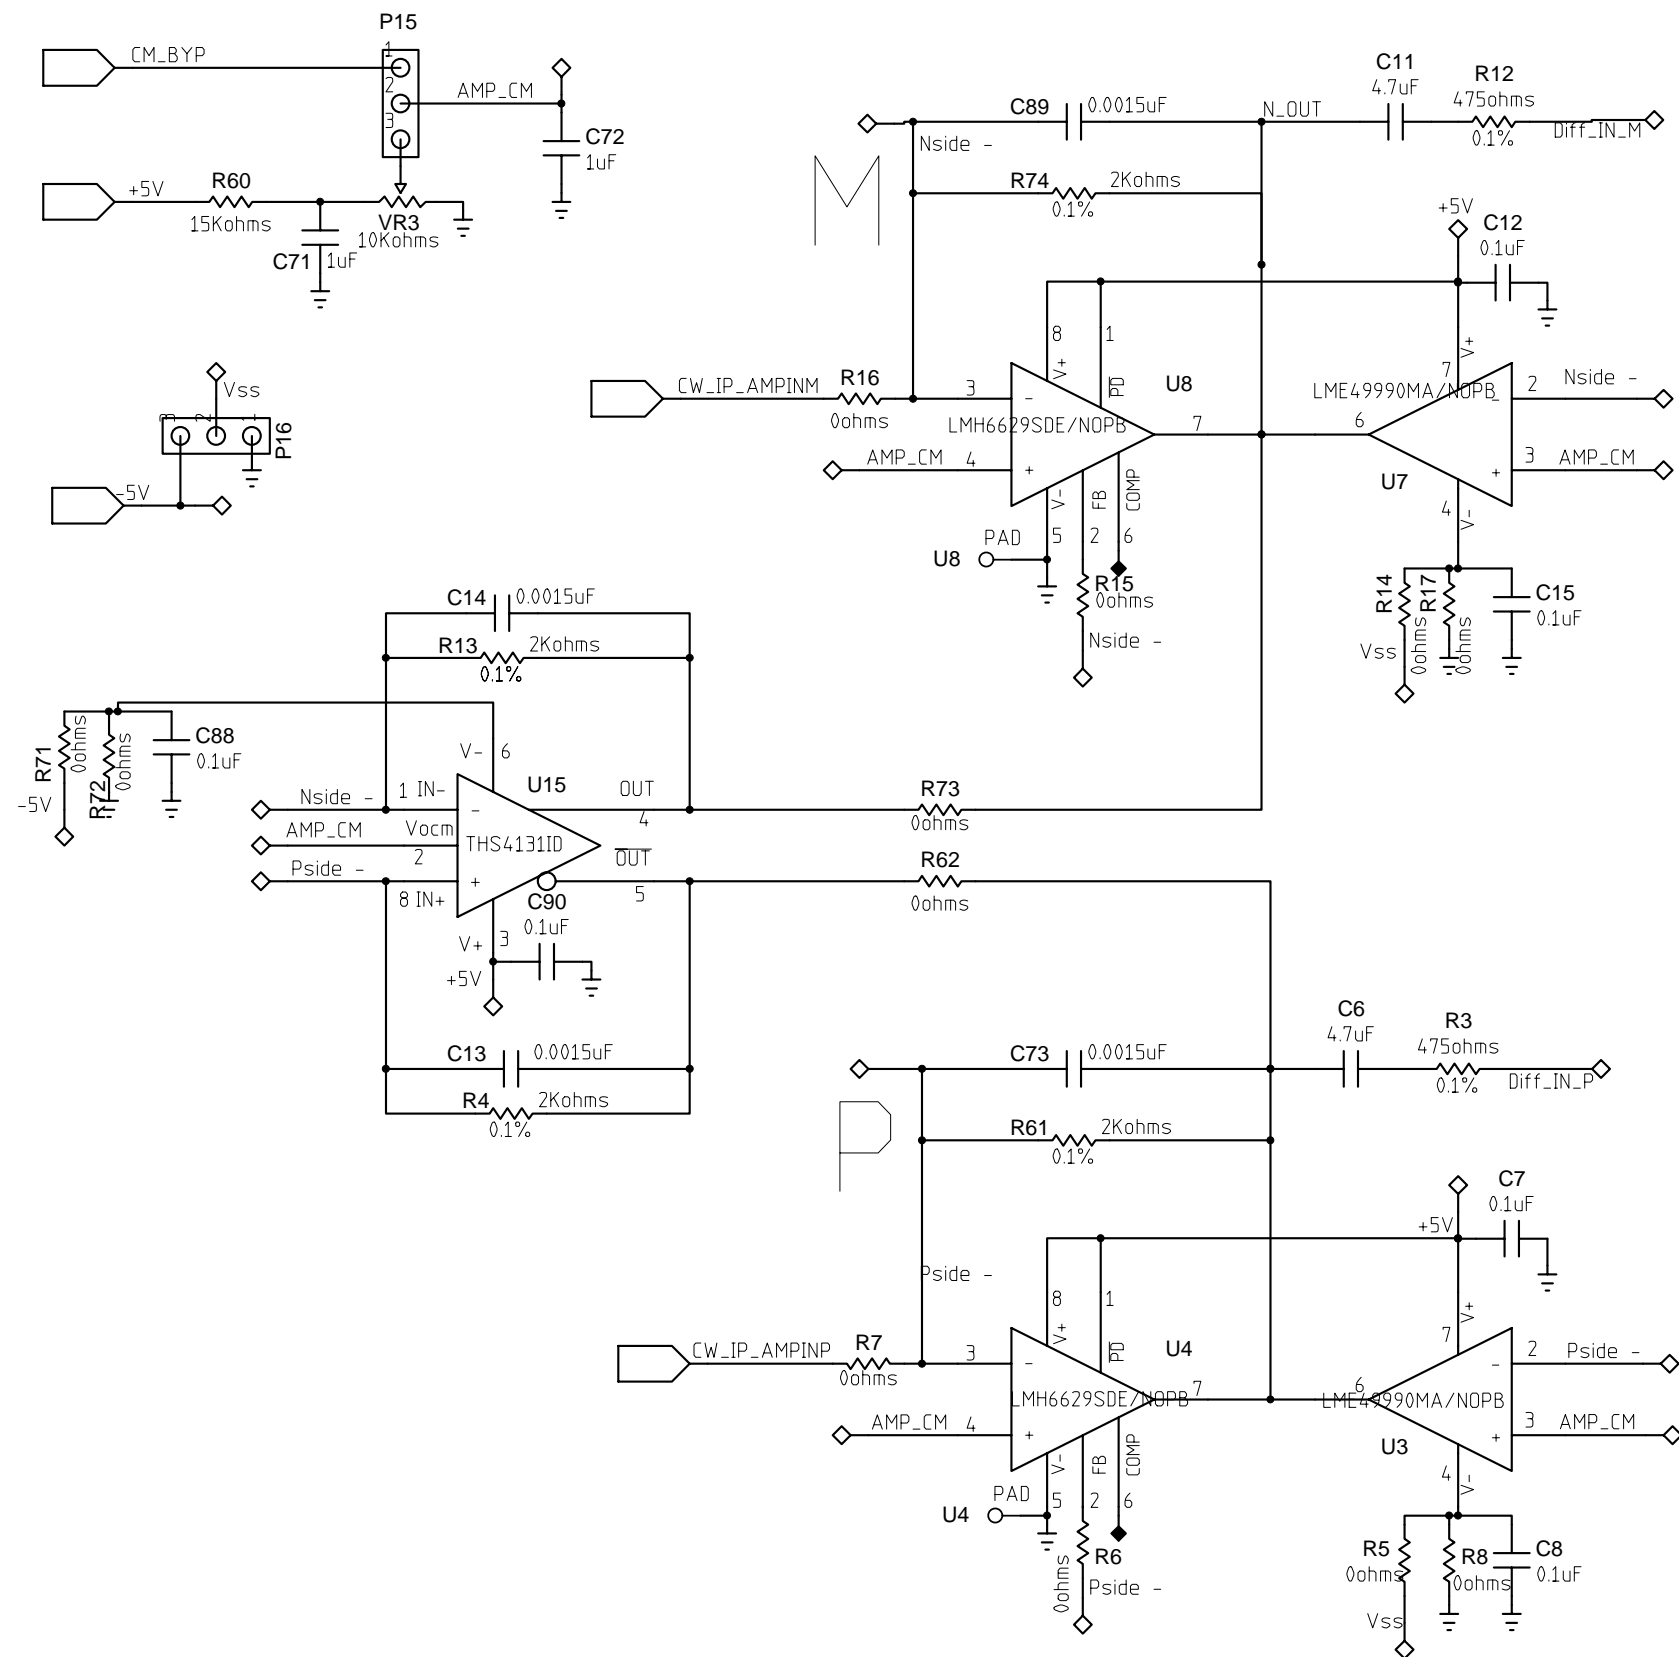 P15
CM_BYP
1
2
3
AMP_CM
C72
1uF
+5V
R60
15Kohms
VR3
10Kohms
C71
1uF
Vss
3
2
1
P16
-5V
M
Nside -
C89
0.0015uF
N_OUT
C11
4.7uF
R12
475ohms
0.1%
Diff_IN_M
R74
2Kohms
0.1%
+5V
C12
0.1uF
8
1
V+
PD
U8
CW_IP_AMPINM
R16
0ohms
3
-
LMH6629SDE/NOPB
7
AMP_CM
4
+
V-
FB
COMP
5
2
6
PAD
U8
R15
0ohms
Nside -
7
V+
LME49990MA/NOPB
-
2
Nside -
6
+
3
AMP_CM
U7
4
V-
R14
0ohms
R17
0ohms
C15
0.1uF
Vss
C14
0.0015uF
R13
2Kohms
0.1%
R71
0ohms
R72
0ohms
C88
0.1uF
-5V
V-
6
U15
Nside -
1
IN-
-
OUT
4
AMP_CM
Vocm
2
THS4131ID
Pside -
8
IN+
+
OUT
5
C90
0.1uF
V+
3
+5V
R73
0ohms
R62
0ohms
C13
0.0015uF
R4
2Kohms
0.1%
P
C73
0.0015uF
C6
4.7uF
R3
475ohms
0.1%
Diff_IN_P
R61
2Kohms
0.1%
C7
0.1uF
+5V
Pside -
8
1
V+
PD
U4
CW_IP_AMPINP
R7
0ohms
3
-
LMH6629SDE/NOPB
7
AMP_CM
4
+
V-
FB
COMP
5
2
6
PAD
U4
R6
0ohms
Pside -
7
V+
-
2
Pside -
6
LME49990MA/NOPB
+
3
AMP_CM
U3
4
V-
R5
0ohms
R8
0ohms
C8
0.1uF
Vss